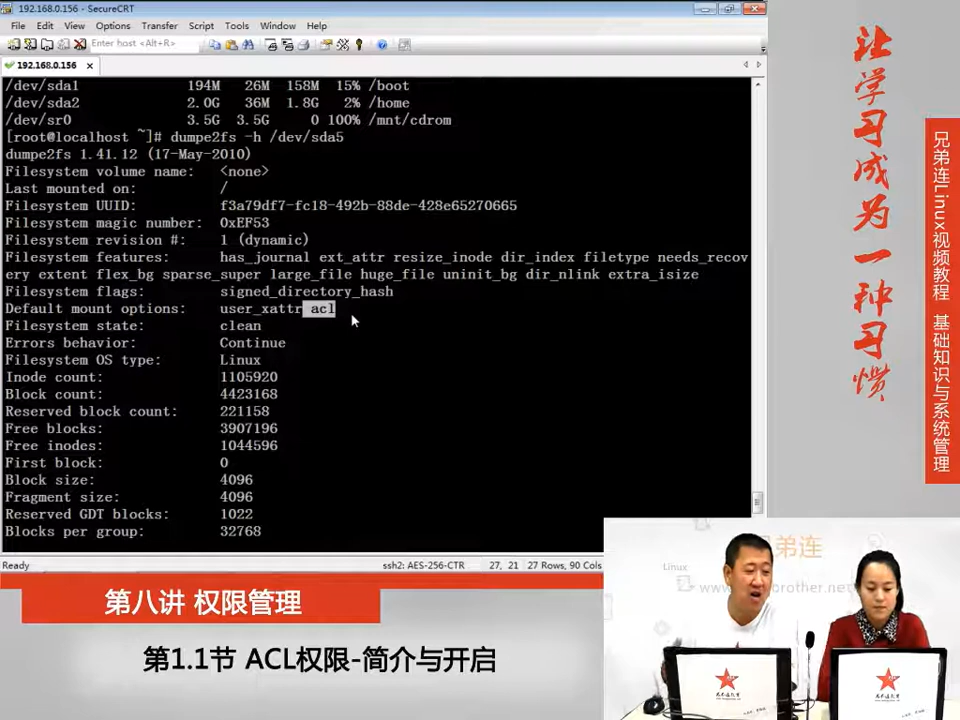 192.168.0.156 - SecureCRT
File Edit View Options Transfer Script Tools Window Help
Enter host <Alt+R>
192.168.0.156
/dev/sda1 194M 26M 158M 15% /boot
/dev/sda2 2.0G 36M 1.8G 2% /home
/dev/sr0 3.5G 3.5G 0 100% /mnt/cdrom
[root@localhost ~]# dumpe2fs -h /dev/sda5
dumpe2fs 1.41.12 (17-May-2010)
Filesystem volume name: <none>
Last mounted on: /
Filesystem UUID: f3a79df7-fc18-492b-88de-428e65270665
Filesystem magic number: 0xEF53
Filesystem revision #: 1 (dynamic)
Filesystem features: has_journal ext_attr resize_inode dir_index filetype needs_recov
ery extent flex_bg sparse_super large_file huge_file uninit_bg dir_nlink extra_isize
Filesystem flags: signed_directory_hash
Default mount options: user_xattr acl
Filesystem state: clean
Errors behavior: Continue
Filesystem OS type: Linux
Inode count: 1105920
Block count: 4423168
Reserved block count: 221158
Free blocks: 3907196
Free inodes: 1044596
First block: 0
Block size: 4096
Fragment size: 4096
Reserved GDT blocks: 1022
Blocks per group: 32768
Ready ssh2: AES-256-CTR 27, 21 27 Rows, 90 Cols
让学习成为一种习惯
兄弟连Linux视频教程 基础知识与系统管理
第八讲 权限管理
第1.1节 ACL权限-简介与开启
兄弟连
Linux